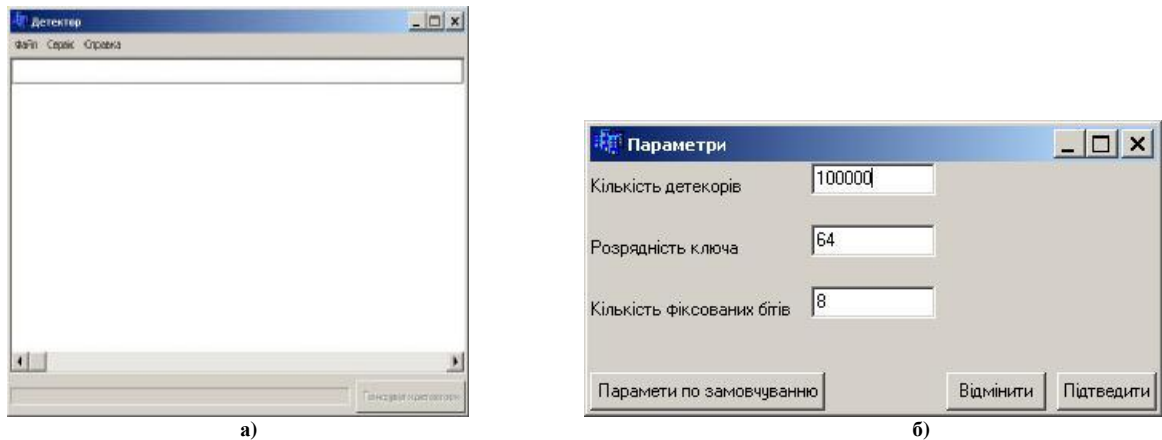 Детектор
Файл Сервіс Справка
Параметри
Кількість детекорів 100000
Розрядність ключа 64
Кількість фіксованих бітів 8
Парамети по замовчуванню Відмінити Підтведити
а) б)